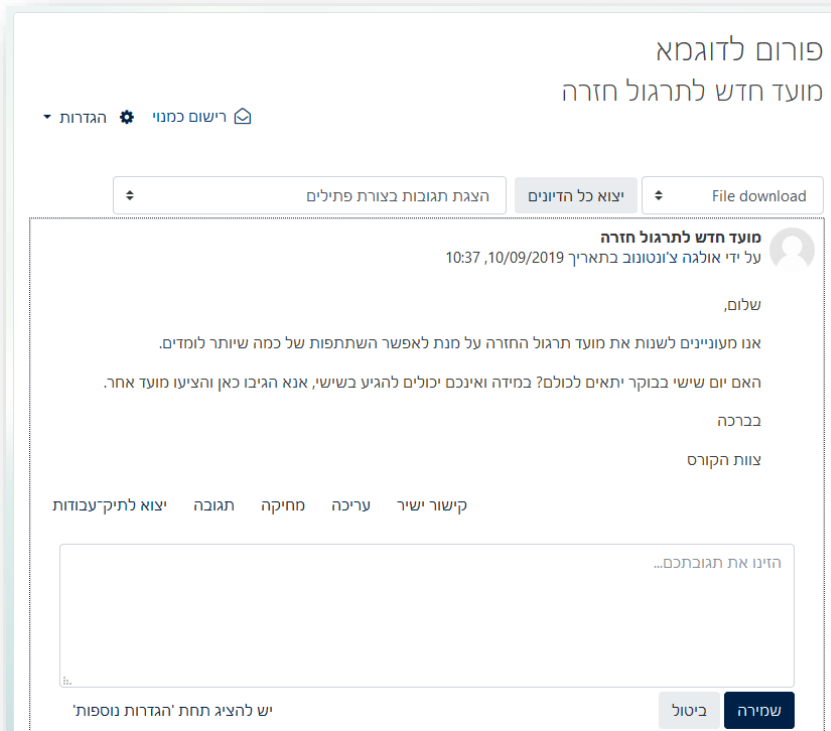 פורום לדוגמא
מועד חדש לתרגול חזרה
רישום כמנוי הגדרות
File download יצוא כל הדיונים הצגת תגובות בצורת פתילים
מועד חדש לתרגול חזרה
על ידי אולגה צ'ונטונוב בתאריך 10/09/2019, 10:37
שלום,
אנו מעוניינים לשנות את מועד תרגול החזרה על מנת לאפשר השתתפות של כמה שיותר לומדים.
האם יום שישי בבוקר יתאים לכולם? במידה ואינכם יכולים להגיע בשישי, אנא הגיבו כאן והציעו מועד אחר.
בברכה
צוות הקורס
קישור ישיר עריכה מחיקה תגובה יצוא לתיק־עבודות
הזינו את תגובתכם...
שמירה ביטול יש להציג תחת 'הגדרות נוספות'